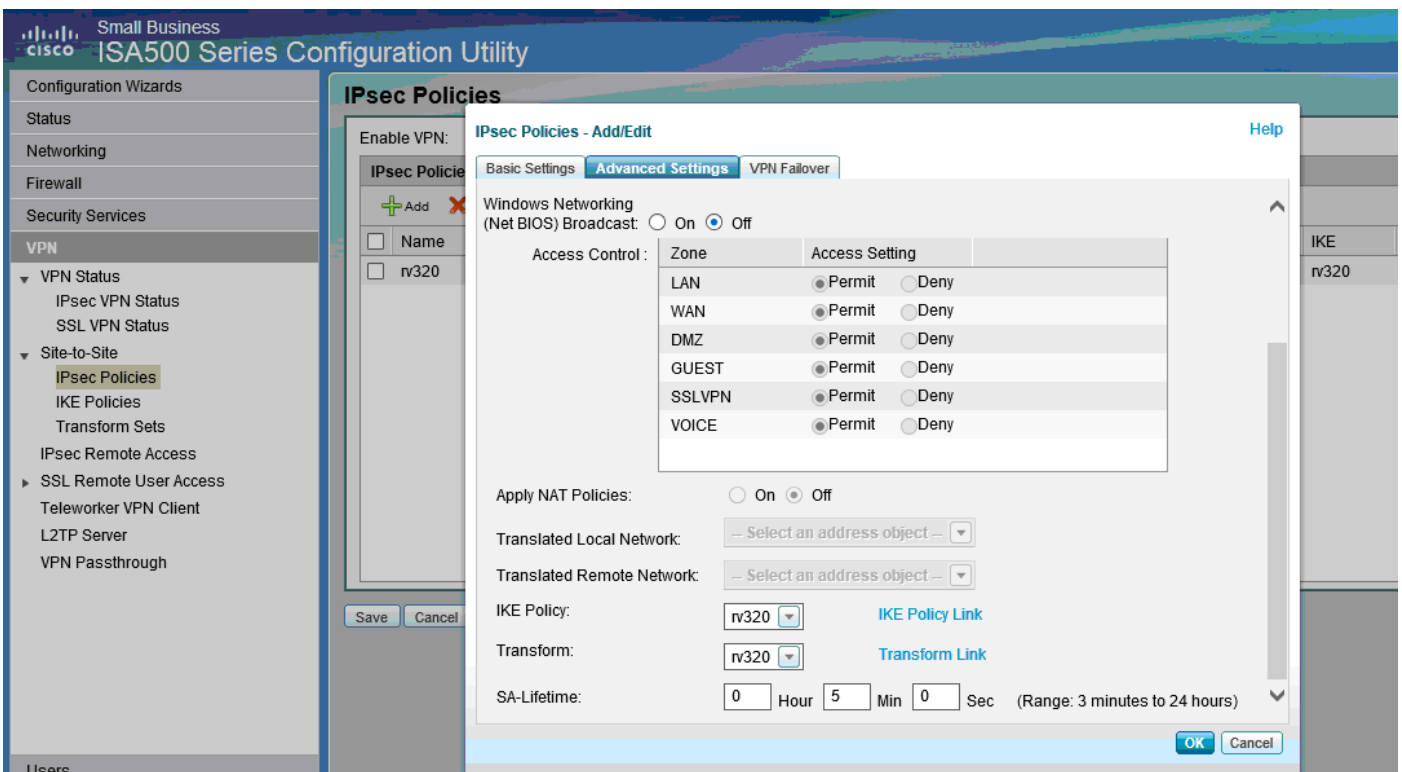 Small Business
CISCO ISA500 Series Configuration Utility
Configuration Wizards
Status
Networking
Firewall
Security Services
VPN
VPN Status
IPsec VPN Status
SSL VPN Status
Site-to-Site
IPsec Policies
IKE Policies
Transform Sets
IPsec Remote Access
SSL Remote User Access
Teleworker VPN Client
L2TP Server
VPN Passthrough
Users
IPsec Policies
Enable VPN:
IPsec Policie
Add
Name IKE
rv320 rv320
Save Cancel
IPsec Policies - Add/Edit Help
Basic Settings Advanced Settings VPN Failover
Windows Networking
(Net BIOS) Broadcast: On Off
Access Control : Zone Access Setting
LAN Permit Deny
WAN Permit Deny
DMZ Permit Deny
GUEST Permit Deny
SSLVPN Permit Deny
VOICE Permit Deny
Apply NAT Policies: On Off
Translated Local Network: -- Select an address object --
Translated Remote Network: -- Select an address object --
IKE Policy: rv320 IKE Policy Link
Transform: rv320 Transform Link
SA-Lifetime: 0 Hour 5 Min 0 Sec (Range: 3 minutes to 24 hours)
OK Cancel